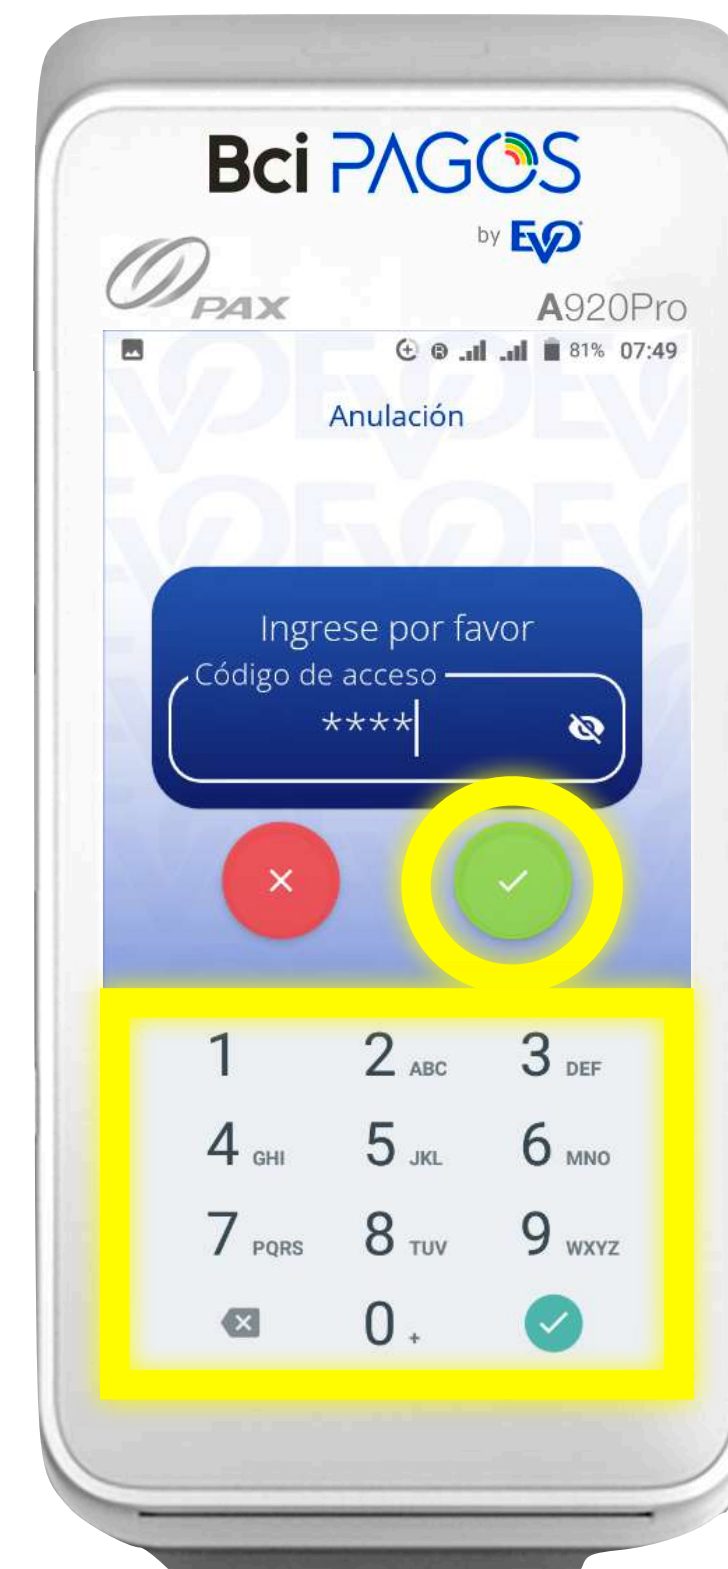 Bci PAGOS
by EVO
PAX
A920Pro
81% 07:49
Anulación
Ingrese por favor
Código de acceso
****
1 2 ABC 3 DEF
4 GHI 5 JKL 6 MNO
7 PQRS 8 TUV 9 WXYZ
0 +